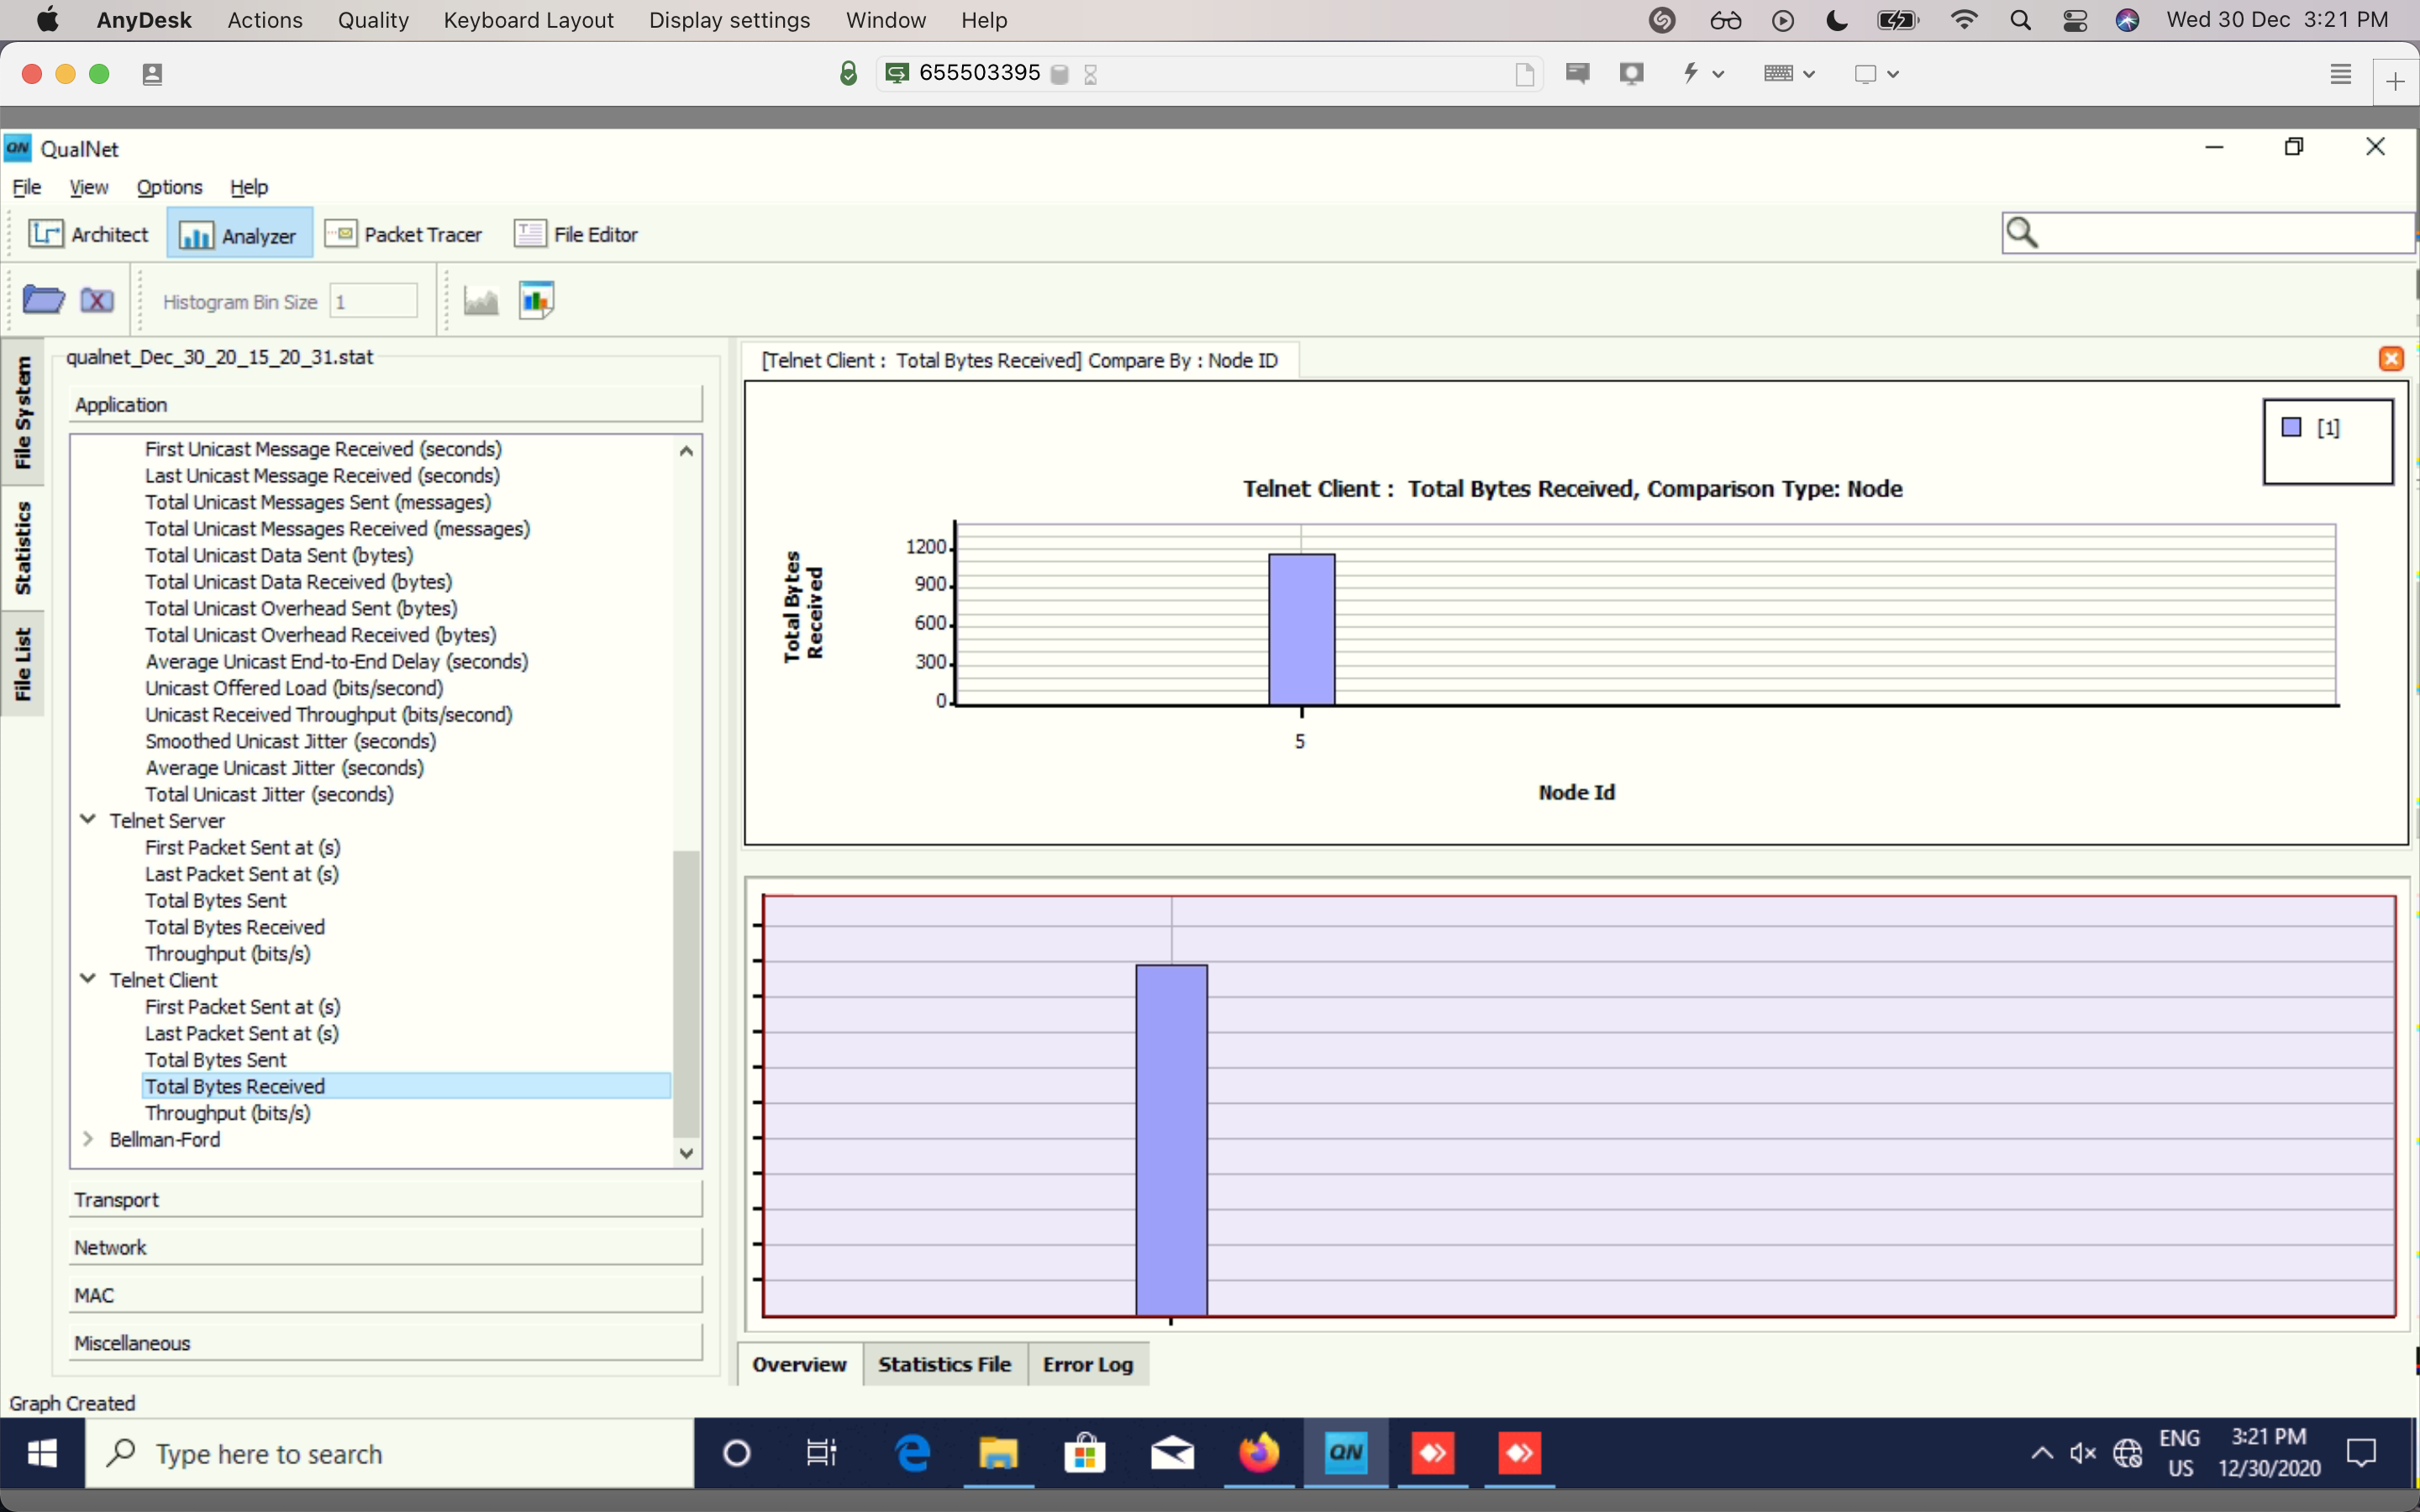 AnyDesk Actions Quality Keyboard Layout Display settings Window Help Wed 30 Dec 3:21 PM
655503395
QN QualNet
File View Options Help
Architect Analyzer Packet Tracer File Editor
Histogram Bin Size 1
File System
Statistics
File List
qualnet_Dec_30_20_15_20_31.stat
Application
First Unicast Message Received (seconds)
Last Unicast Message Received (seconds)
Total Unicast Messages Sent (messages)
Total Unicast Messages Received (messages)
Total Unicast Data Sent (bytes)
Total Unicast Data Received (bytes)
Total Unicast Overhead Sent (bytes)
Total Unicast Overhead Received (bytes)
Average Unicast End-to-End Delay (seconds)
Unicast Offered Load (bits/second)
Unicast Received Throughput (bits/second)
Smoothed Unicast Jitter (seconds)
Average Unicast Jitter (seconds)
Total Unicast Jitter (seconds)
Telnet Server
First Packet Sent at (s)
Last Packet Sent at (s)
Total Bytes Sent
Total Bytes Received
Throughput (bits/s)
Telnet Client
First Packet Sent at (s)
Last Packet Sent at (s)
Total Bytes Sent
Total Bytes Received
Throughput (bits/s)
Bellman-Ford
Transport
Network
MAC
Miscellaneous
[Telnet Client : Total Bytes Received] Compare By : Node ID
[1]
Telnet Client : Total Bytes Received, Comparison Type: Node
Total Bytes
Received
1200
900
600
300
0
5
Node Id
Overview Statistics File Error Log
Graph Created
Type here to search
QN
ENG
US
3:21 PM
12/30/2020